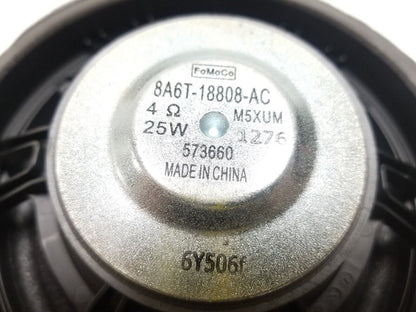 FoMoCo
8A6T-18808-AC
4 Ω M5XUM
25W 1276
573660
MADE IN CHINA
6Y506f